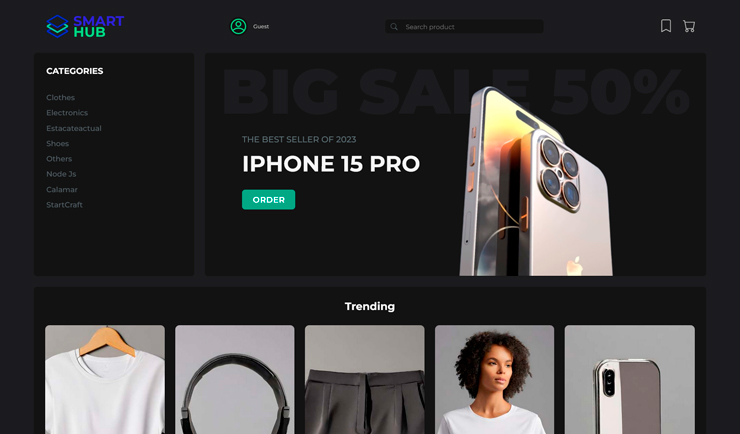 SMART
HUB
Guest
Search product
CATEGORIES
Clothes
Electronics
Estacateactual
Shoes
Others
Node Js
Calamar
StartCraft
BIG SALE 50%
THE BEST SELLER OF 2023
IPHONE 15 PRO
ORDER
Trending